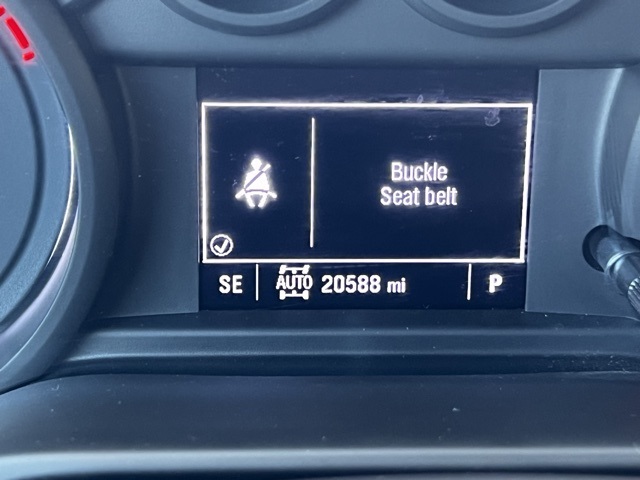 Buckle
Seat belt
SE AUTO 20588 mi P